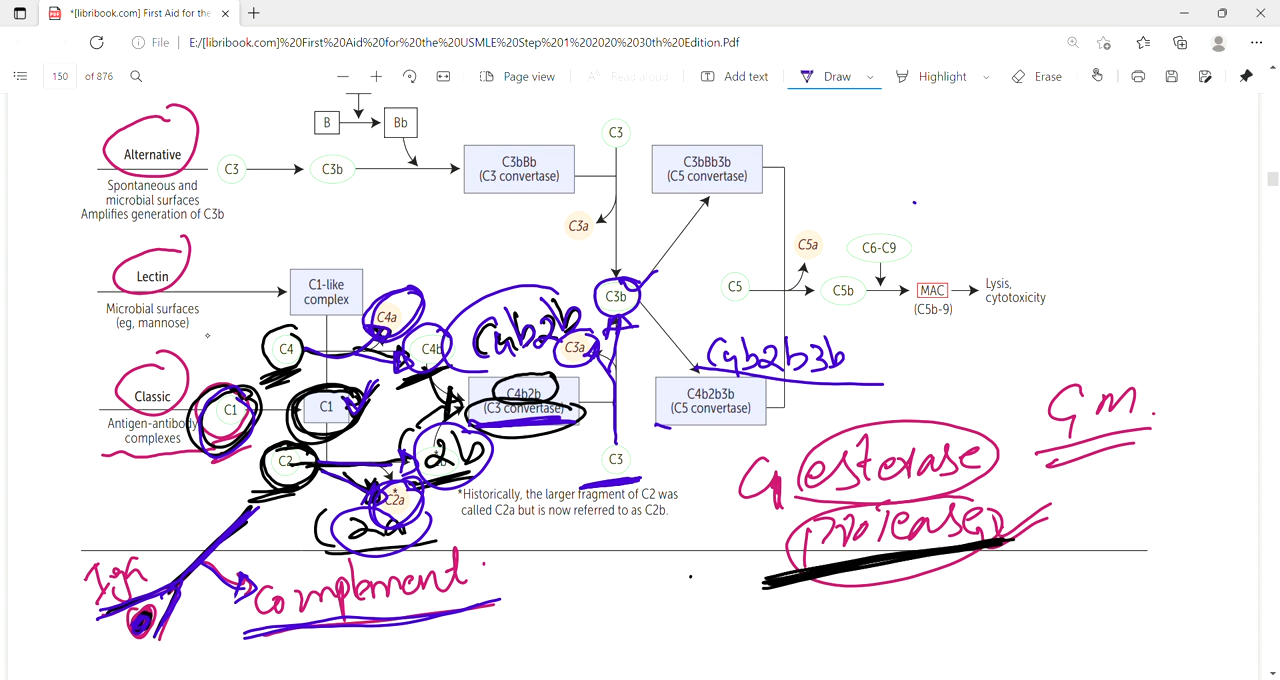 *[libribook.com] First Aid for the
File
E:/[libribook.com]%20First%20Aid%20for%20the%20USMLE%20Step%201%202020%2030th%20Edition.Pdf
150 of 876
Page view
Read aloud
Add text
Draw
Highlight
Erase
B
Bb
C3
Alternative
C3
C3b
C3bBb
(C3 convertase)
C3bBb3b
(C5 convertase)
Spontaneous and
microbial surfaces
Amplifies generation of C3b
C3a
C5a
C6-C9
Lectin
C1-like
complex
C3b
C5
C5b
MAC
(C5b-9)
Lysis,
cytotoxicity
Microbial surfaces
(eg, mannose)
C4a
C4
C4b
C4b2b
C3a
C4b2b3b
Classic
Antigen-antibody
complexes
C1
C1
C4b2b
(C3 convertase)
C4b2b3b
(C5 convertase)
G M.
C2
2b
C3
C1 esterase
protease
C2a
*
2a
*Historically, the larger fragment of C2 was
called C2a but is now referred to as C2b.
Complement